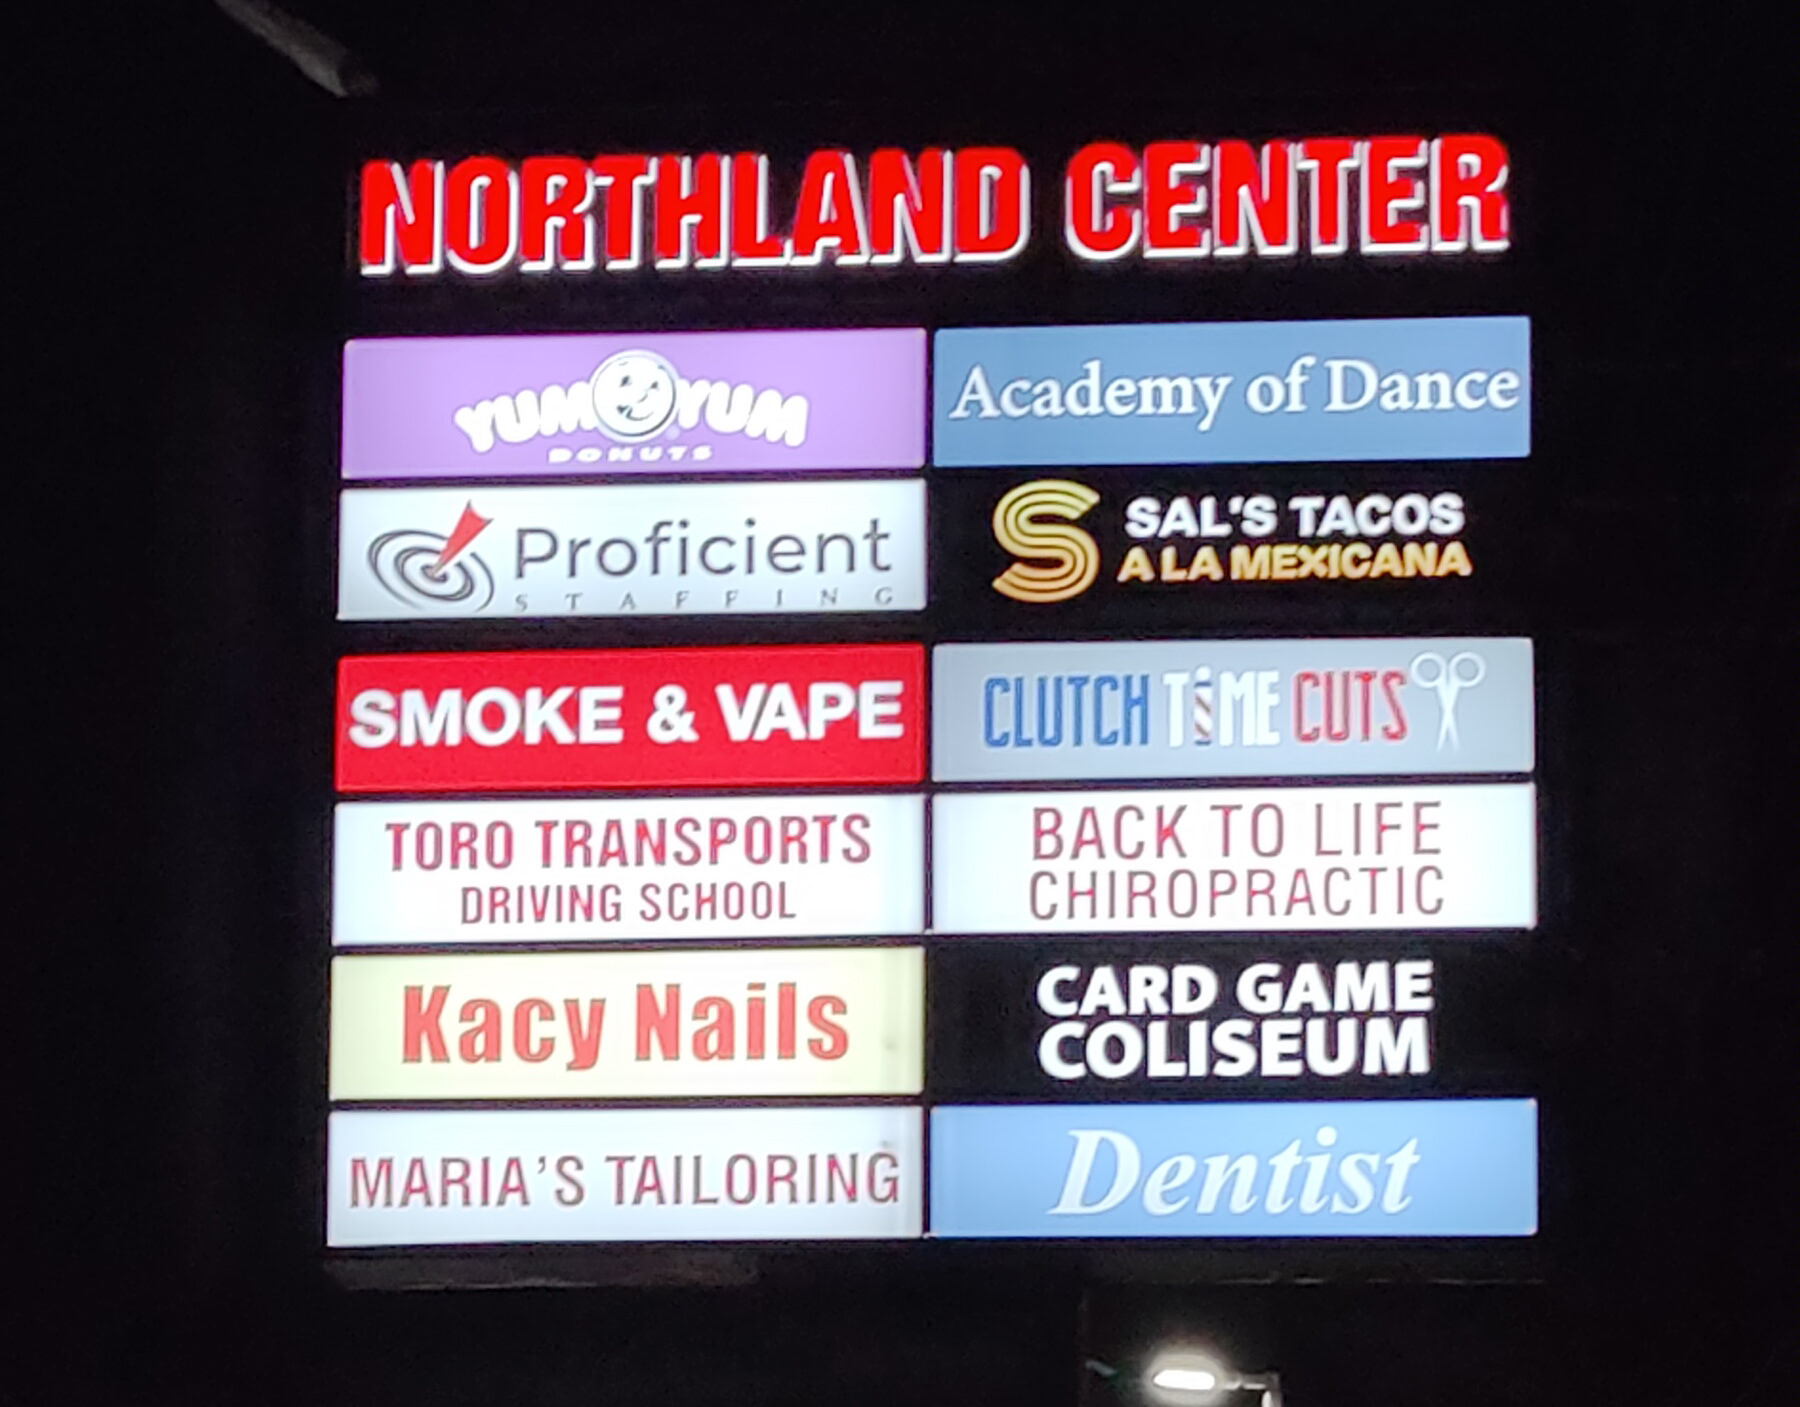 NORTHLAND CENTER
YUM YUM
DONUTS
Academy of Dance
Proficient
STAFFING
SAL'S TACOS
A LA MEXICANA
SMOKE & VAPE
CLUTCH TiME CUTS
TORO TRANSPORTS
DRIVING SCHOOL
BACK TO LIFE
CHIROPRACTIC
Kacy Nails
CARD GAME
COLISEUM
MARIA'S TAILORING
Dentist